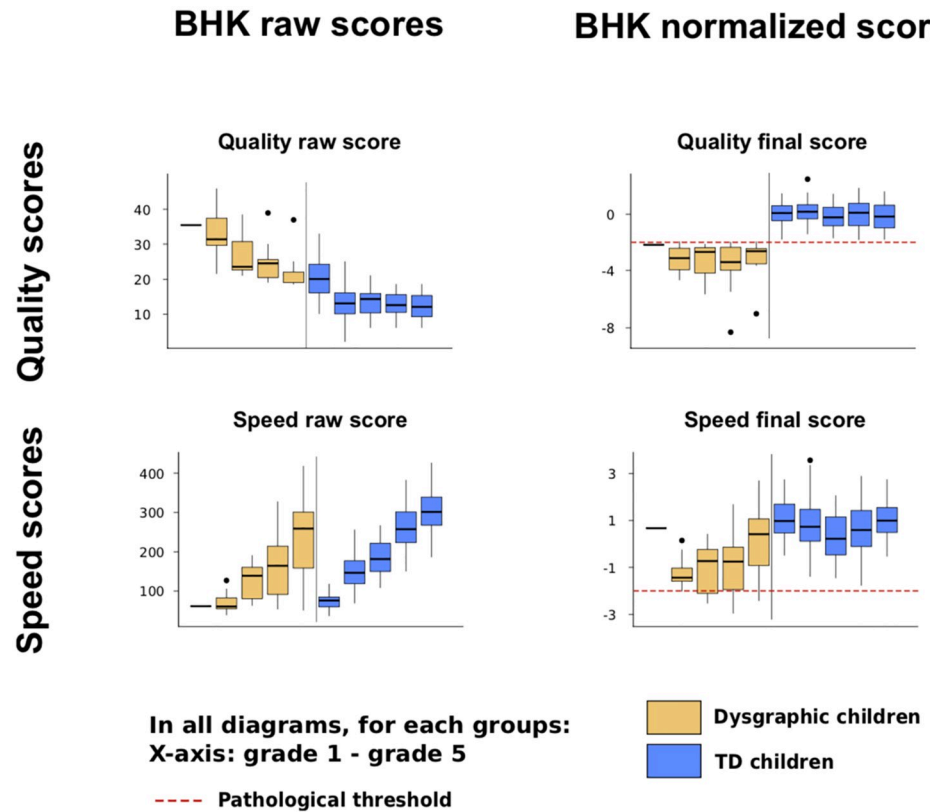 BHK raw scores
BHK normalized scor
Quality scores
Quality raw score
40
30
20
10
Quality final score
0
-4
-8
Speed scores
Speed raw score
400
300
200
100
Speed final score
3
1
-1
-3
In all diagrams, for each groups:
X-axis: grade 1 - grade 5
Pathological threshold
Dysgraphic children
TD children